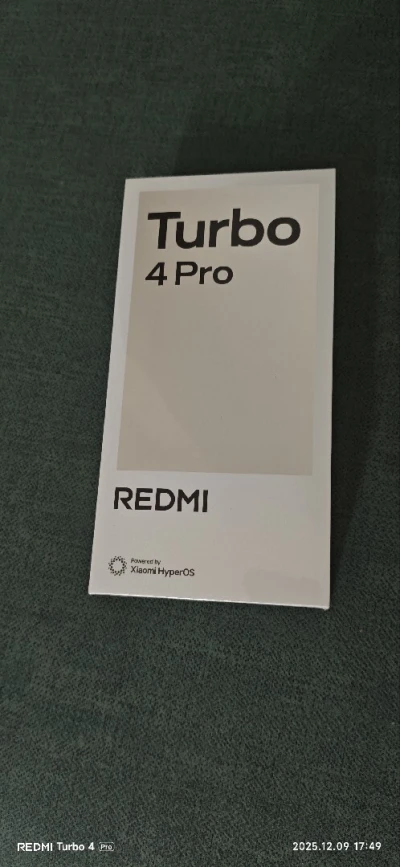 Turbo
4 Pro
REDMI
Powered by
Xiaomi HyperOS
REDMI Turbo 4 Pro
2025.12.09 17:49